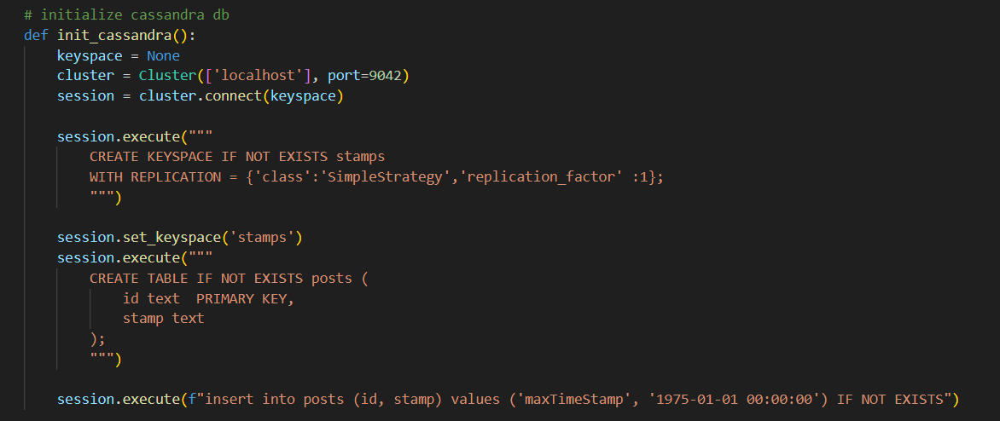 # initialize cassandra db
def init_cassandra():
    keyspace = None
    cluster = Cluster(['localhost'], port=9042)
    session = cluster.connect(keyspace)

    session.execute("""
        CREATE KEYSPACE IF NOT EXISTS stamps
        WITH REPLICATION = {'class':'SimpleStrategy','replication_factor' :1};
        """)

    session.set_keyspace('stamps')
    session.execute("""
        CREATE TABLE IF NOT EXISTS posts (
            id text  PRIMARY KEY,
            stamp text
        );
        """)

    session.execute(f"insert into posts (id, stamp) values ('maxTimeStamp', '1975-01-01 00:00:00') IF NOT EXISTS")